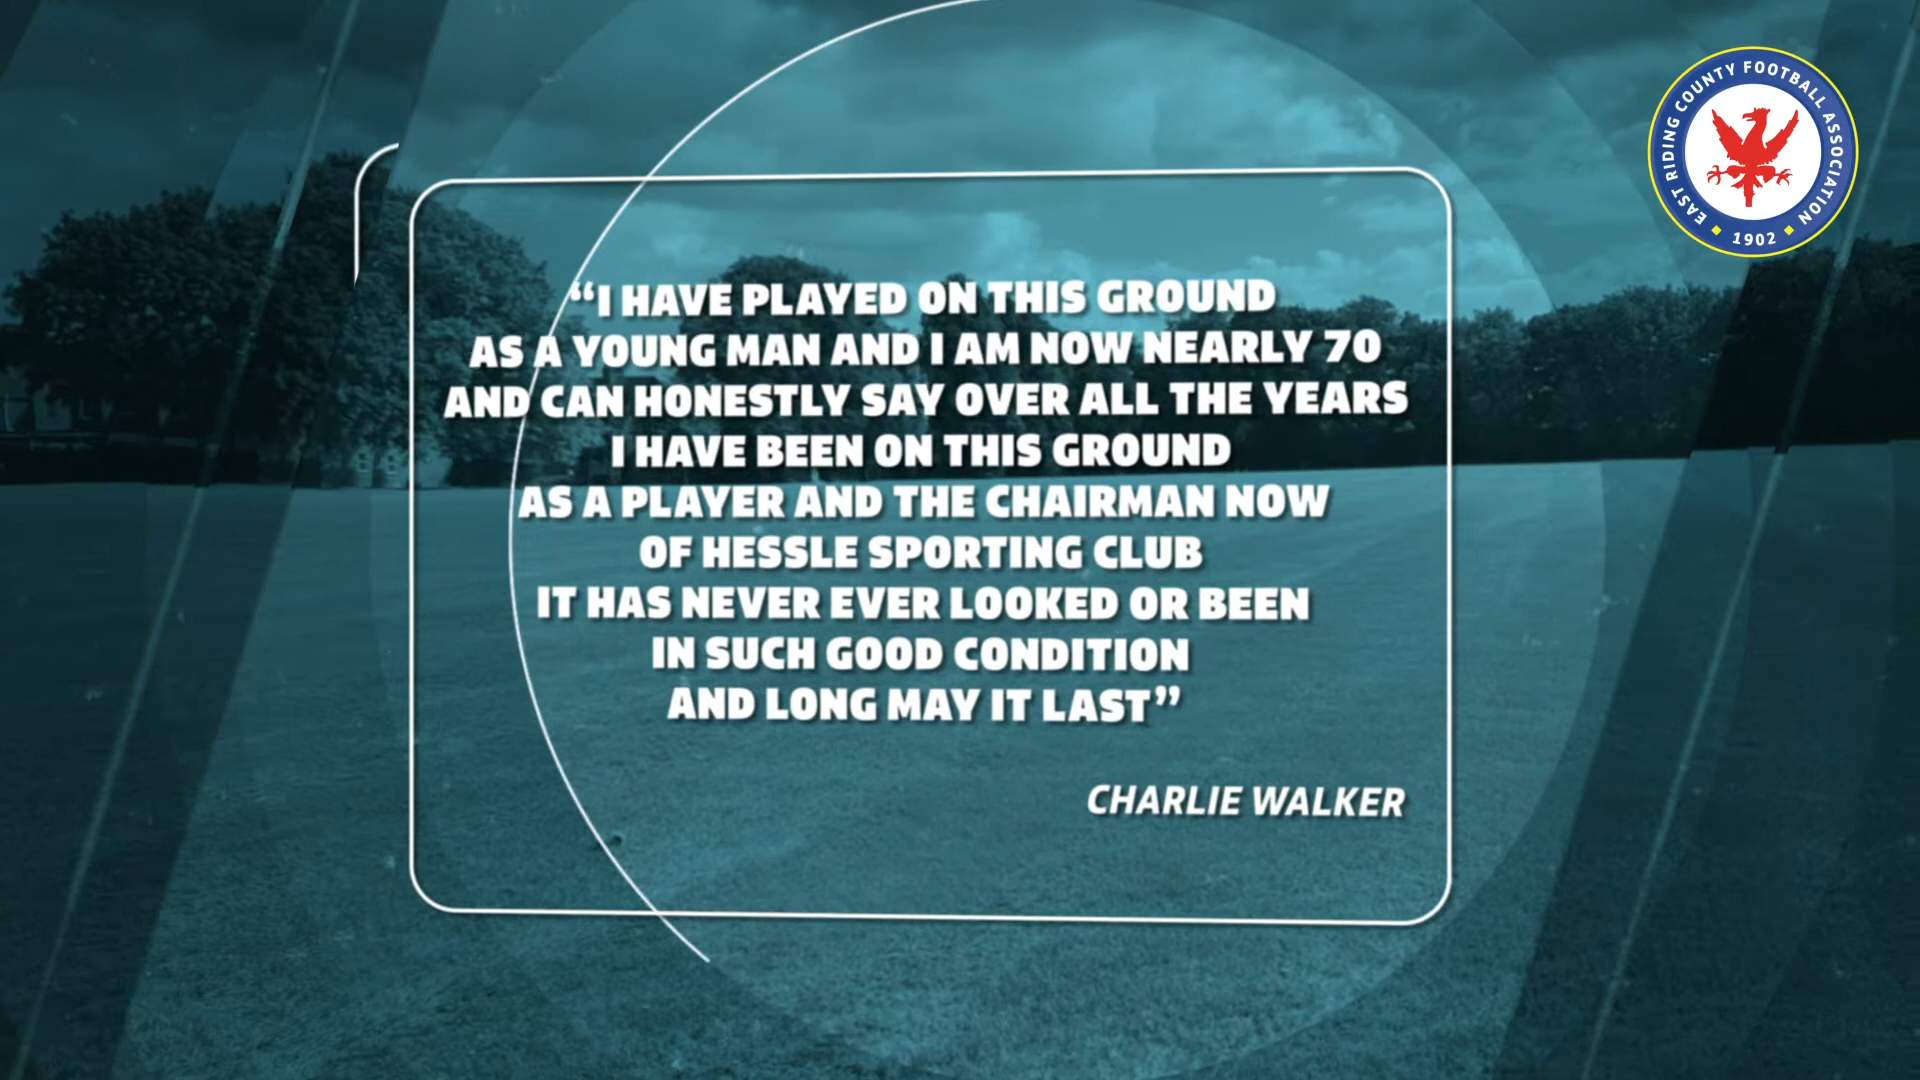 “I HAVE PLAYED ON THIS GROUND
AS A YOUNG MAN AND I AM NOW NEARLY 70
AND CAN HONESTLY SAY OVER ALL THE YEARS
I HAVE BEEN ON THIS GROUND
AS A PLAYER AND THE CHAIRMAN NOW
OF HESSLE SPORTING CLUB
IT HAS NEVER EVER LOOKED OR BEEN
IN SUCH GOOD CONDITION
AND LONG MAY IT LAST”
CHARLIE WALKER
EAST RIDING COUNTY FOOTBALL ASSOCIATION
1902